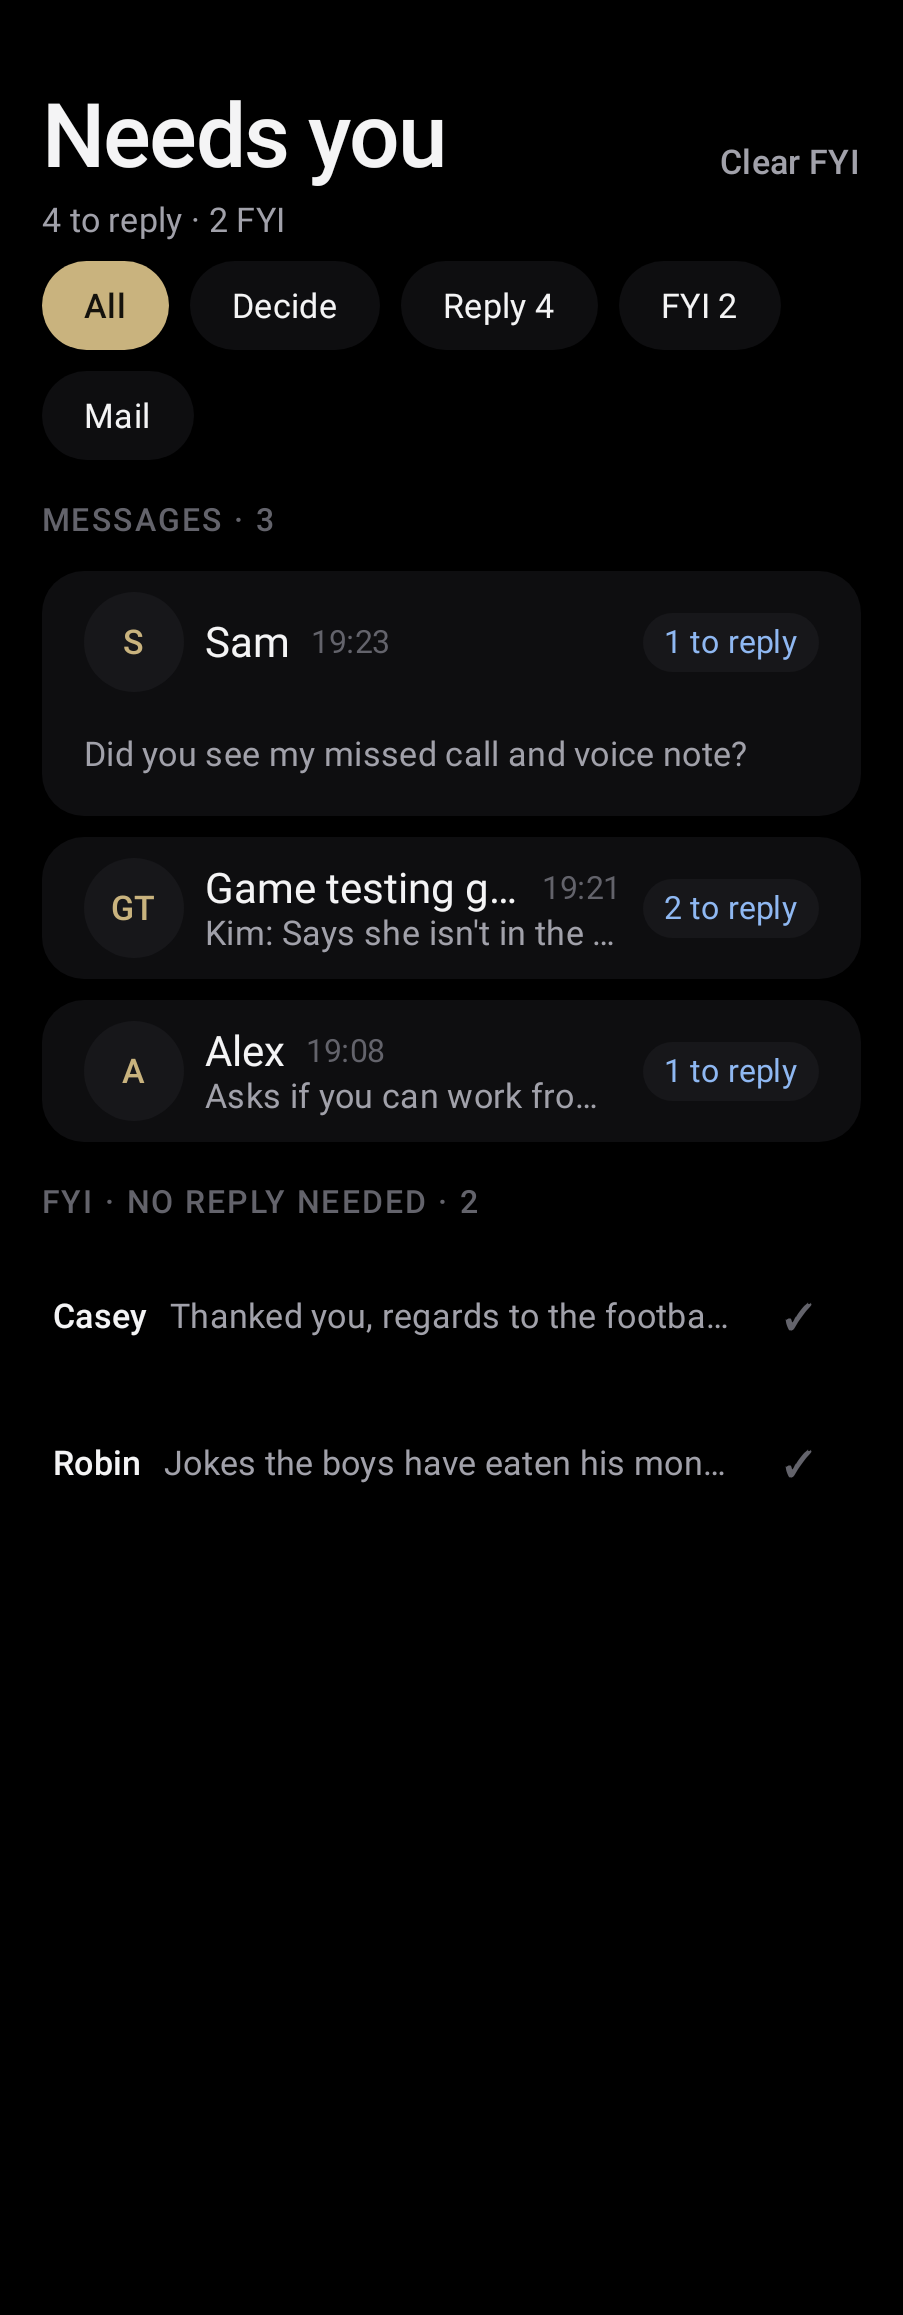 Needs you
Clear FYI
4 to reply · 2 FYI
All
Decide
Reply 4
FYI 2
Mail
MESSAGES · 3
S
Sam 19:23
1 to reply
Did you see my missed call and voice note?
GT
Game testing g... 19:21
Kim: Says she isn't in the ...
2 to reply
A
Alex 19:08
Asks if you can work fro...
1 to reply
FYI · NO REPLY NEEDED · 2
Casey Thanked you, regards to the footba... ✓
Robin Jokes the boys have eaten his mon... ✓